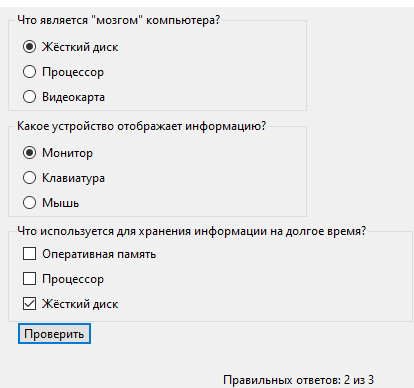 Что является "мозгом" компьютера?
Жёсткий диск
Процессор
Видеокарта
Какое устройство отображает информацию?
Монитор
Клавиатура
Мышь
Что используется для хранения информации на долгое время?
Оперативная память
Процессор
Жёсткий диск
Проверить
Правильных ответов: 2 из 3